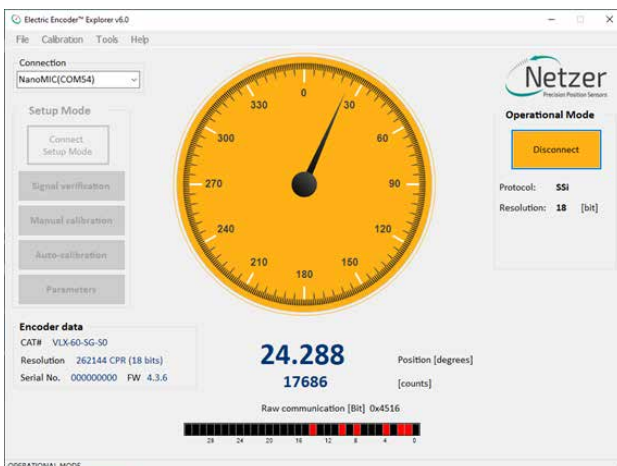 Electric Encoder™ Explorer v6.0
File Calibration Tools Help
Connection
NanoMIC(COM54)
Setup Mode
Connect
Setup Mode
Signal verification
Manual calibration
Auto-calibration
Parameters
0
30
60
90
120
150
180
210
240
270
300
330
Netzer
Precision Position Sensors
Operational Mode
Disconnect
Protocol: SSi
Resolution: 18 [bit]
Encoder data
CAT# VLX-60-SG-S0
Resolution 262144 CPR (18 bits)
Serial No. 000000000 FW 4.3.6
24.288 Position [degrees]
17686 [counts]
Raw communication [Bit] 0x4516
28 24 20 16 12 8 4 0
OPERATIONAL MODE